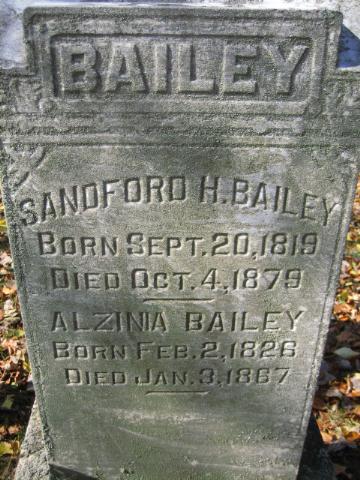 BAILEY
SANDFORD H. BAILEY
BORN SEPT. 20, 1819
DIED OCT. 4, 1879
ALZINIA BAILEY
BORN FEB. 2, 1826
DIED JAN. 3, 1867